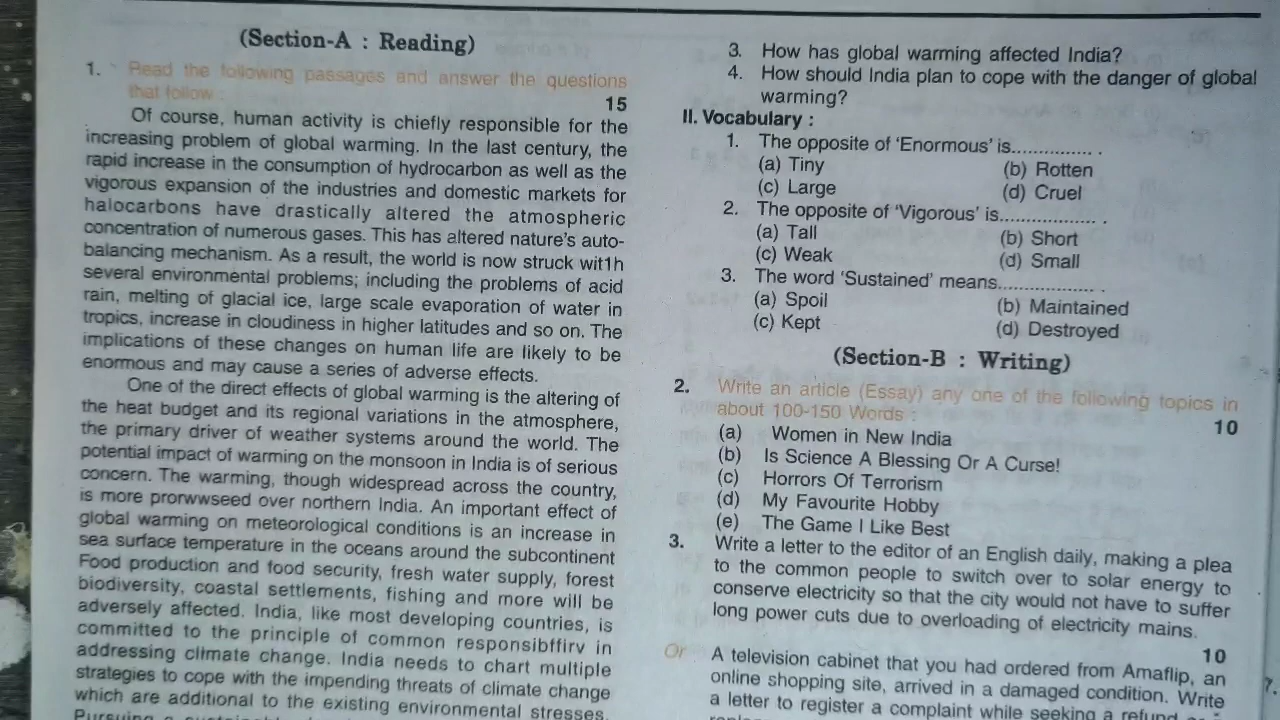 (Section-A : Reading)
1. Read the following passages and answer the questions
that follow :
15
Of course, human activity is chiefly responsible for the
increasing problem of global warming. In the last century, the
rapid increase in the consumption of hydrocarbon as well as the
vigorous expansion of the industries and domestic markets for
halocarbons have drastically altered the atmospheric
concentration of numerous gases. This has altered nature's auto-
balancing mechanism. As a result, the world is now struck wit1h
several environmental problems; including the problems of acid
rain, melting of glacial ice, large scale evaporation of water in
tropics, increase in cloudiness in higher latitudes and so on. The
implications of these changes on human life are likely to be
enormous and may cause a series of adverse effects.
One of the direct effects of global warming is the altering of
the heat budget and its regional variations in the atmosphere,
the primary driver of weather systems around the world. The
potential impact of warming on the monsoon in India is of serious
concern. The warming, though widespread across the country,
is more prorwwseed over northern India. An important effect of
global warming on meteorological conditions is an increase in
sea surface temperature in the oceans around the subcontinent
Food production and food security, fresh water supply, forest
biodiversity, coastal settlements, fishing and more will be
adversely affected. India, like most developing countries, is
committed to the principle of common responsibffirv in
addressing climate change. India needs to chart multiple
strategies to cope with the impending threats of climate change
which are additional to the existing environmental stresses.
Pursuing a
3. How has global warming affected India?
4. How should India plan to cope with the danger of global
warming?
II. Vocabulary :
1. The opposite of 'Enormous' is............... .
(a) Tiny (b) Rotten
(c) Large (d) Cruel
2. The opposite of 'Vigorous' is.................. .
(a) Tall (b) Short
(c) Weak (d) Small
3. The word 'Sustained' means.................. .
(a) Spoil (b) Maintained
(c) Kept (d) Destroyed
(Section-B : Writing)
2. Write an article (Essay) any one of the following topics in
about 100-150 Words :
10
(a) Women in New India
(b) Is Science A Blessing Or A Curse!
(c) Horrors Of Terrorism
(d) My Favourite Hobby
(e) The Game I Like Best
3. Write a letter to the editor of an English daily, making a plea
to the common people to switch over to solar energy to
conserve electricity so that the city would not have to suffer
long power cuts due to overloading of electricity mains.
10
Or A television cabinet that you had ordered from Amaflip, an
online shopping site, arrived in a damaged condition. Write
a letter to register a complaint while seeking a refund
7.